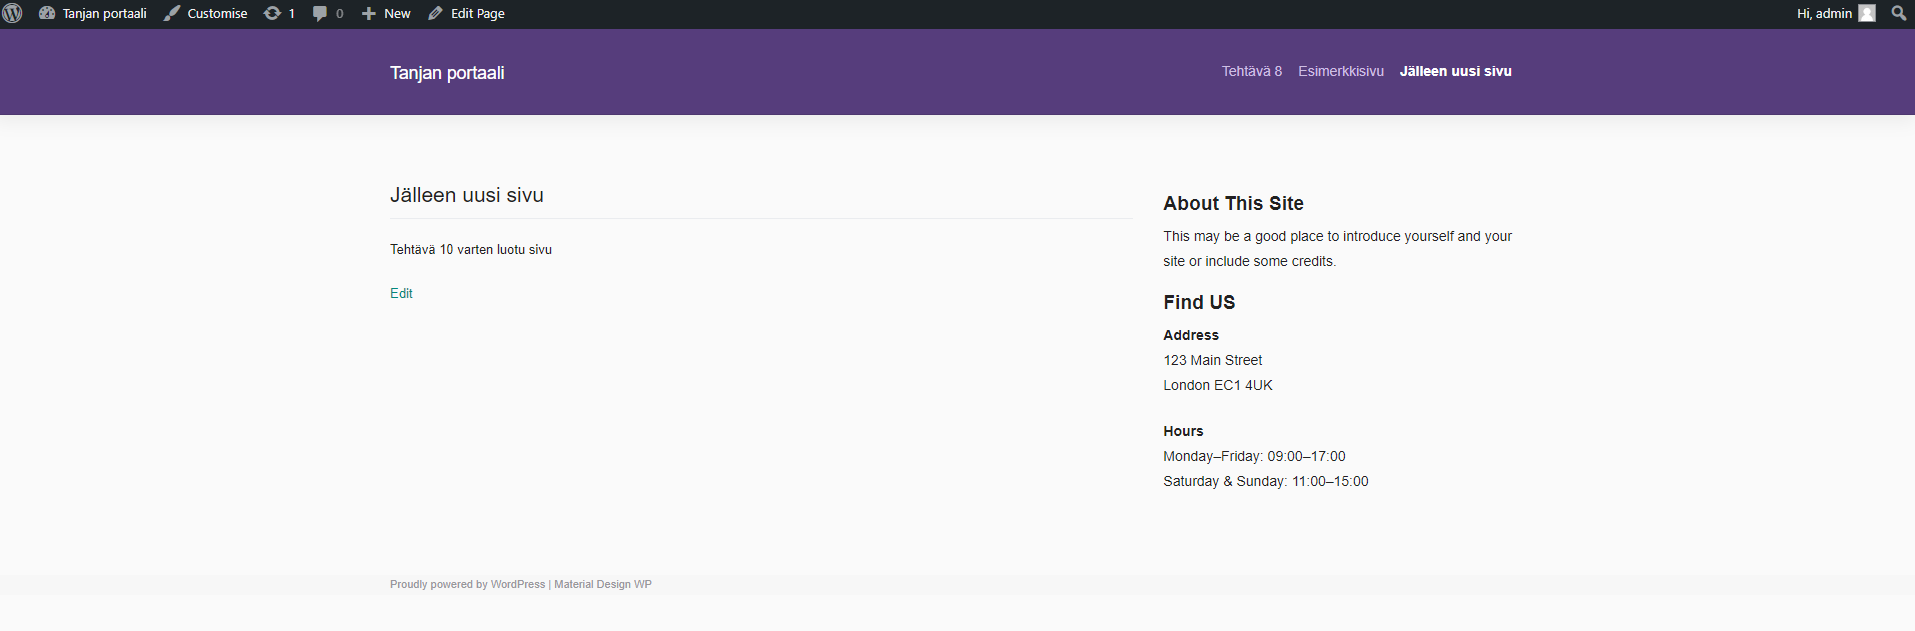 Tanjan portaali Customise 1 0 New Edit Page Hi, admin
Tanjan portaali Tehtävä 8 Esimerkkisivu Jälleen uusi sivu
Jälleen uusi sivu
Tehtävä 10 varten luotu sivu
Edit
About This Site
This may be a good place to introduce yourself and your
site or include some credits.
Find US
Address
123 Main Street
London EC1 4UK
Hours
Monday–Friday: 09:00–17:00
Saturday & Sunday: 11:00–15:00
Proudly powered by WordPress | Material Design WP